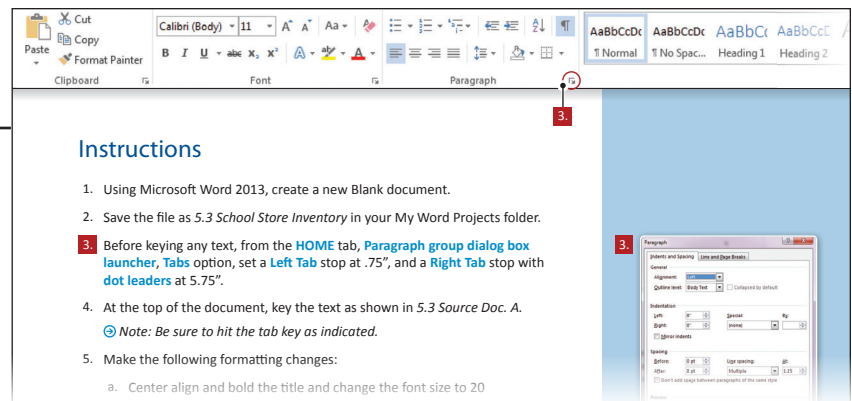 Cut
Copy
Paste
Format Painter
Clipboard
Calibri (Body) 11 A A Aa
B I U abc X₂ X² A aby A
Font
Paragraph
AaBbCcDc AaBbCcDc AaBbC( AaBbCcE
¶ Normal ¶ No Spac... Heading 1 Heading 2
3.
Instructions
1. Using Microsoft Word 2013, create a new Blank document.
2. Save the file as 5.3 School Store Inventory in your My Word Projects folder.
3. Before keying any text, from the HOME tab, Paragraph group dialog box
launcher, Tabs option, set a Left Tab stop at .75”, and a Right Tab stop with
dot leaders at 5.75”.
4. At the top of the document, key the text as shown in 5.3 Source Doc. A.
Note: Be sure to hit the tab key as indicated.
5. Make the following formatting changes:
a. Center align and bold the title and change the font size to 20
3.
Paragraph
Indents and Spacing Line and Page Breaks
General
Alignment: Left
Outline level: Body Text Collapsed by default
Indentation
Left: 0" Special: By:
Right: 0" (none)
Mirror indents
Spacing
Before: 0 pt Line spacing: At:
After: 0 pt Multiple 1.15
Don't add space between paragraphs of the same style
Preview